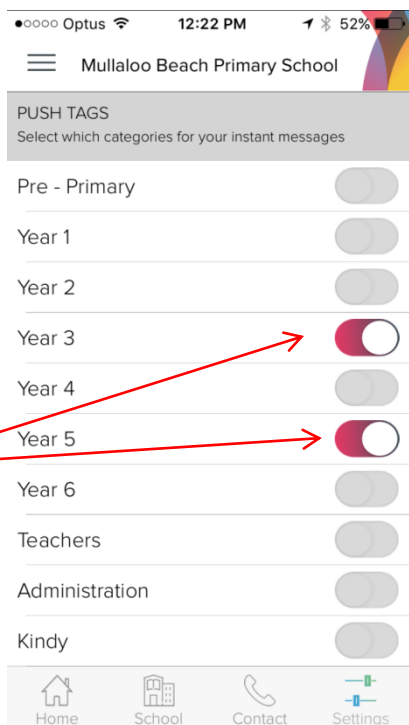 ●○○○○ Optus 12:22 PM 52%
Mullaloo Beach Primary School
PUSH TAGS
Select which categories for your instant messages
Pre - Primary
Year 1
Year 2
Year 3
Year 4
Year 5
Year 6
Teachers
Administration
Kindy
Home School Contact Settings